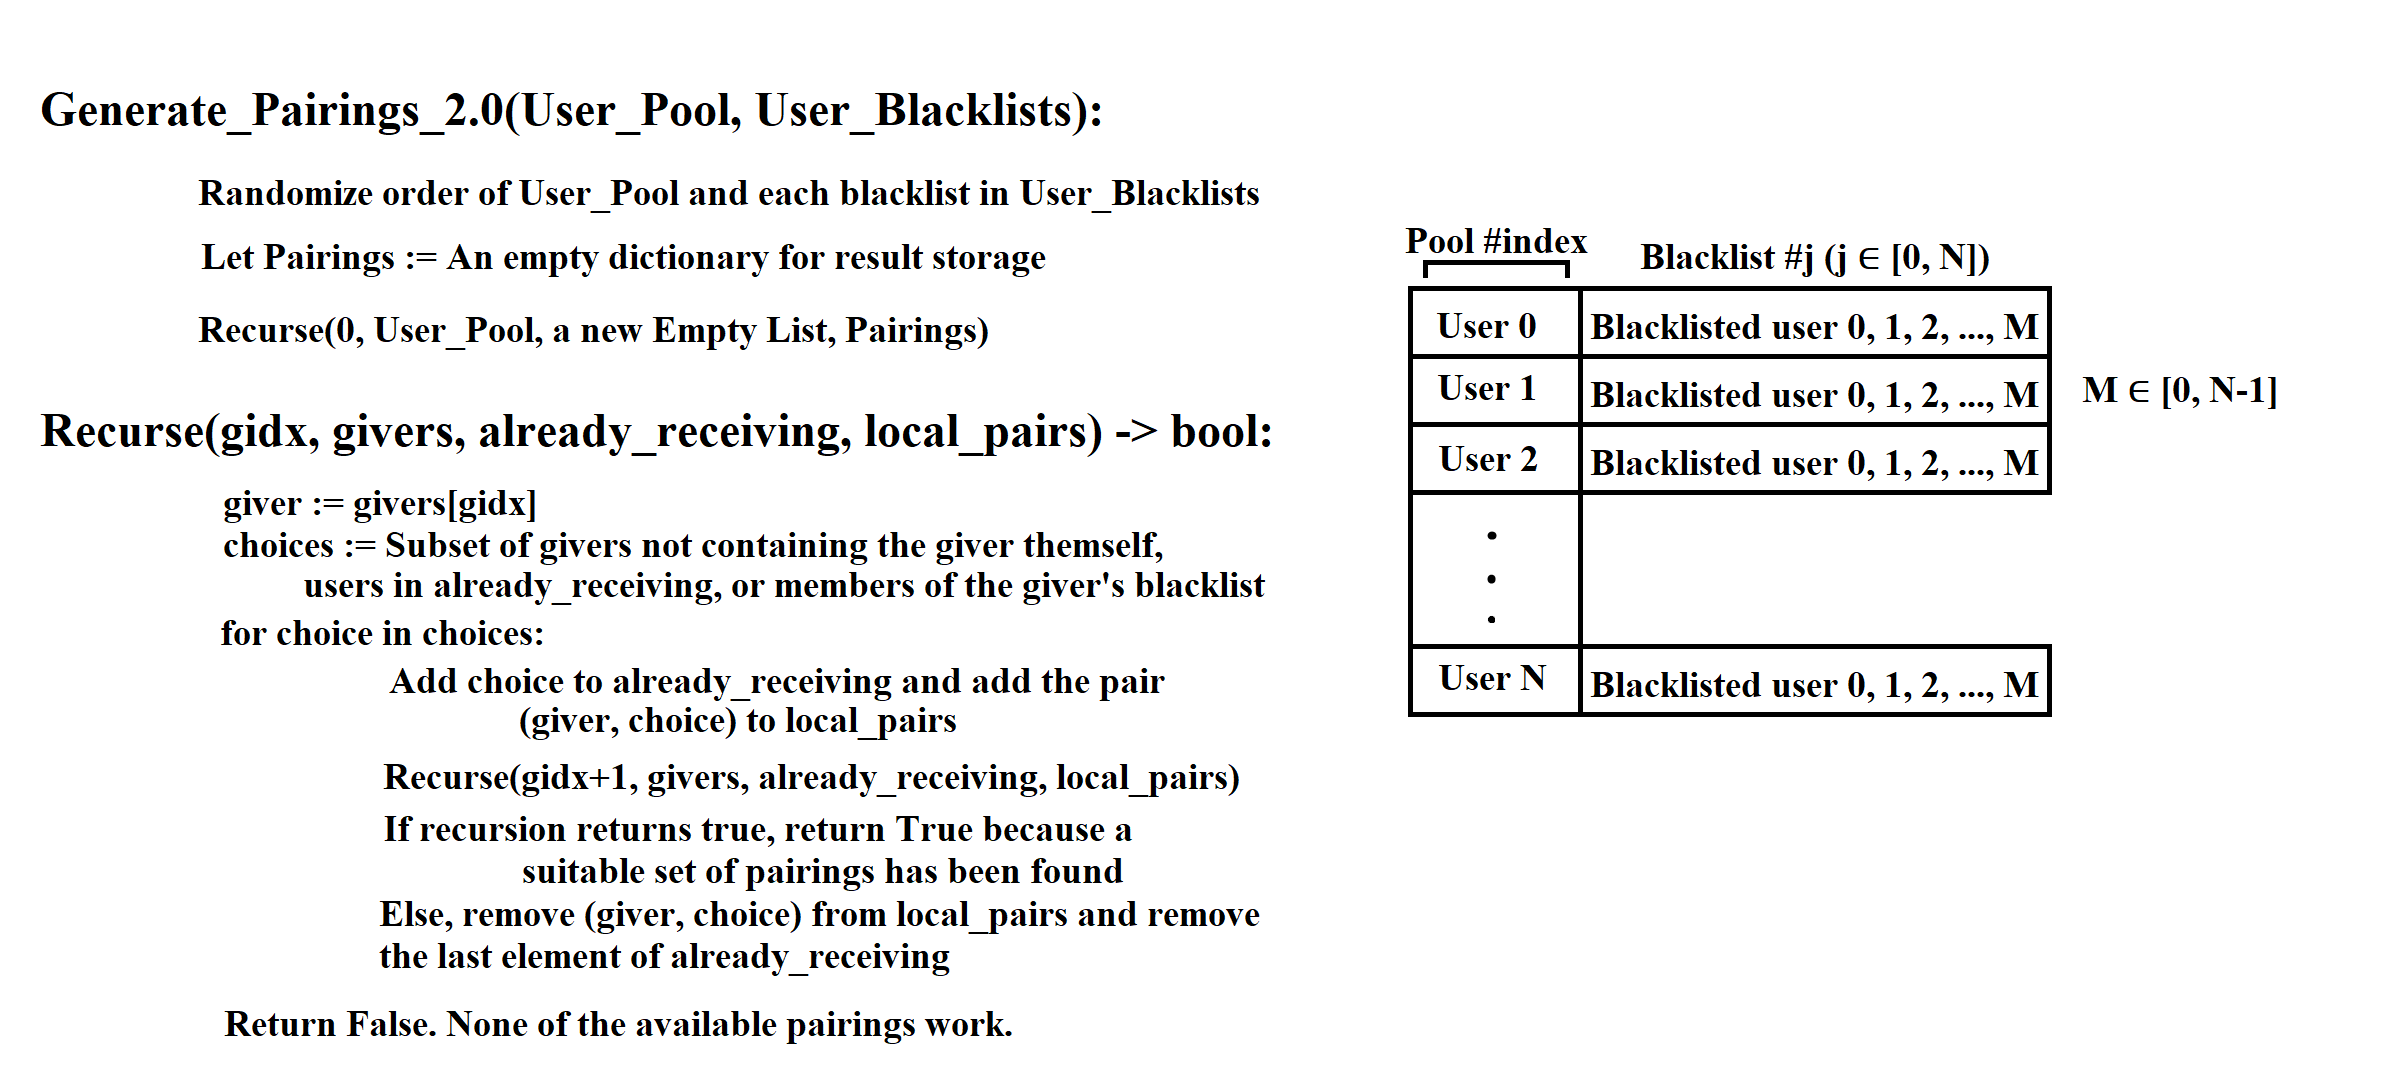 Generate_Pairings_2.0(User_Pool, User_Blacklists):
Randomize order of User_Pool and each blacklist in User_Blacklists
Let Pairings := An empty dictionary for result storage
Recurse(0, User_Pool, a new Empty List, Pairings)
Recurse(gidx, givers, already_receiving, local_pairs) -> bool:
giver := givers[gidx]
choices := Subset of givers not containing the giver themself,
users in already_receiving, or members of the giver's blacklist
for choice in choices:
Add choice to already_receiving and add the pair
(giver, choice) to local_pairs
Recurse(gidx+1, givers, already_receiving, local_pairs)
If recursion returns true, return True because a
suitable set of pairings has been found
Else, remove (giver, choice) from local_pairs and remove
the last element of already_receiving
Return False. None of the available pairings work.
Pool #index
Blacklist #j (j ∈ [0, N])
User 0
Blacklisted user 0, 1, 2, ..., M
User 1
Blacklisted user 0, 1, 2, ..., M
M ∈ [0, N-1]
User 2
Blacklisted user 0, 1, 2, ..., M
.
.
.
User N
Blacklisted user 0, 1, 2, ..., M